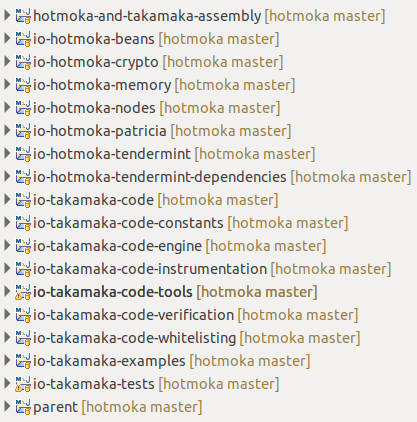 hotmoka-and-takamaka-assembly [hotmoka master]
io-hotmoka-beans [hotmoka master]
io-hotmoka-crypto [hotmoka master]
io-hotmoka-memory [hotmoka master]
io-hotmoka-nodes [hotmoka master]
io-hotmoka-patricia [hotmoka master]
io-hotmoka-tendermint [hotmoka master]
io-hotmoka-tendermint-dependencies [hotmoka master]
io-takamaka-code [hotmoka master]
io-takamaka-code-constants [hotmoka master]
io-takamaka-code-engine [hotmoka master]
io-takamaka-code-instrumentation [hotmoka master]
io-takamaka-code-tools [hotmoka master]
io-takamaka-code-verification [hotmoka master]
io-takamaka-code-whitelisting [hotmoka master]
io-takamaka-examples [hotmoka master]
io-takamaka-tests [hotmoka master]
parent [hotmoka master]